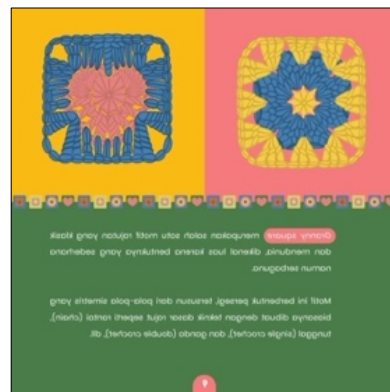 Granny square merupakan salah satu motif rajutan yang klasik
dan mendunia, dikenal luas karena bentuknya yang sederhana
namun serbaguna.
Motif ini berbentuk persegi, tersusun dari pola-pola simetris yang
biasanya dibuat dengan teknik dasar rajut seperti rantai (chain),
tunggal (single crochet), dan ganda (double crochet), dll.